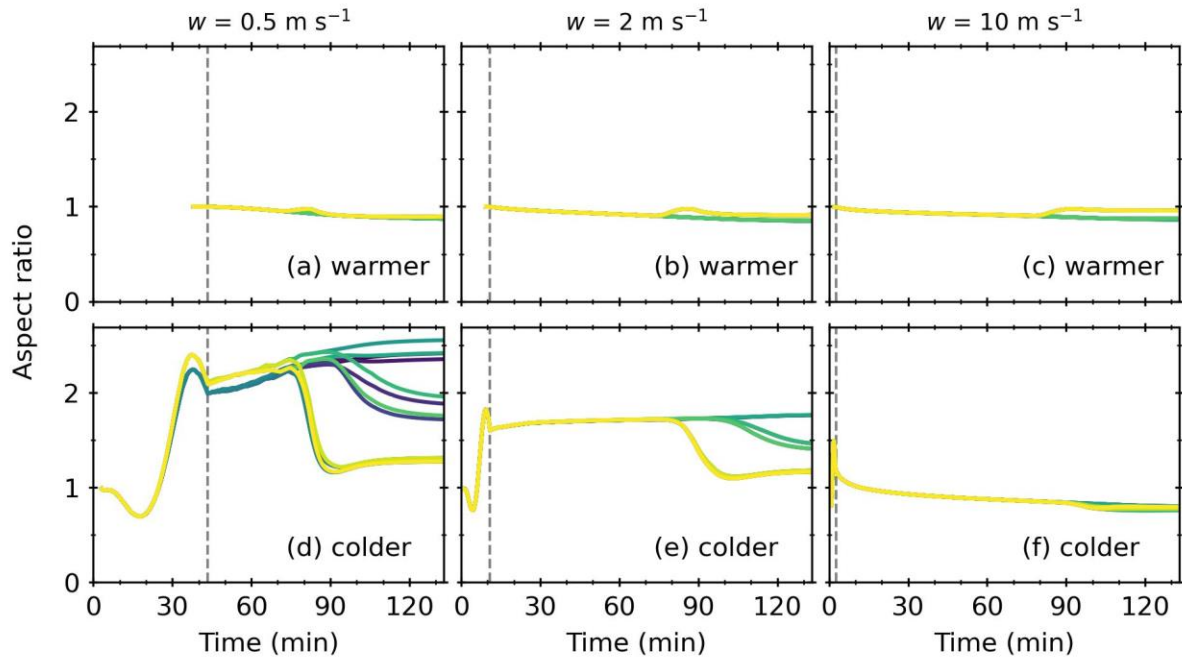 w = 0.5 m s⁻¹
w = 2 m s⁻¹
w = 10 m s⁻¹
Aspect ratio
2
1
0
(a) warmer
(b) warmer
(c) warmer
2
1
0
(d) colder
(e) colder
(f) colder
0 30 60 90 120
0 30 60 90 120
0 30 60 90 120
Time (min)
Time (min)
Time (min)